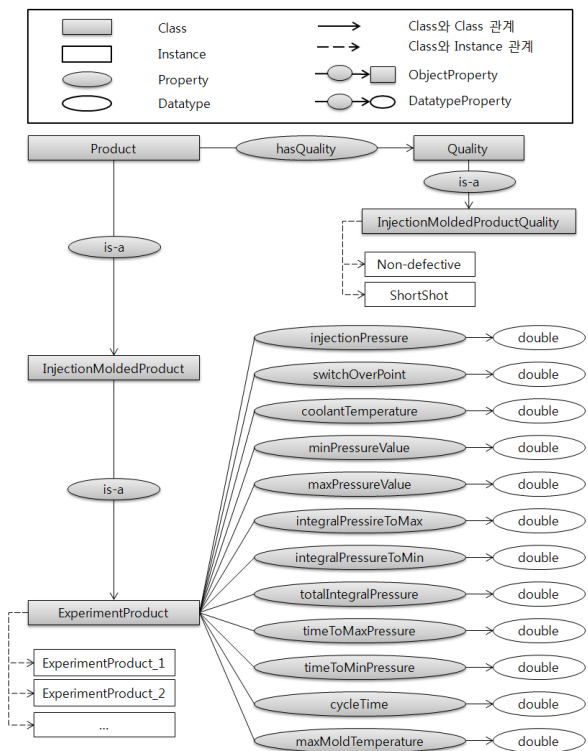 Class
Instance
Property
Datatype
Class와 Class 관계
Class와 Instance 관계
ObjectProperty
DatatypeProperty
Product
hasQuality
Quality
is-a
InjectionMoldedProductQuality
Non-defective
ShortShot
is-a
InjectionMoldedProduct
is-a
ExperimentProduct
ExperimentProduct_1
ExperimentProduct_2
...
injectionPressure double
switchOverPoint double
coolantTemperature double
minPressureValue double
maxPressureValue double
integralPressireToMax double
integralPressureToMin double
totalIntegralPressure double
timeToMaxPressure double
timeToMinPressure double
cycleTime double
maxMoldTemperature double